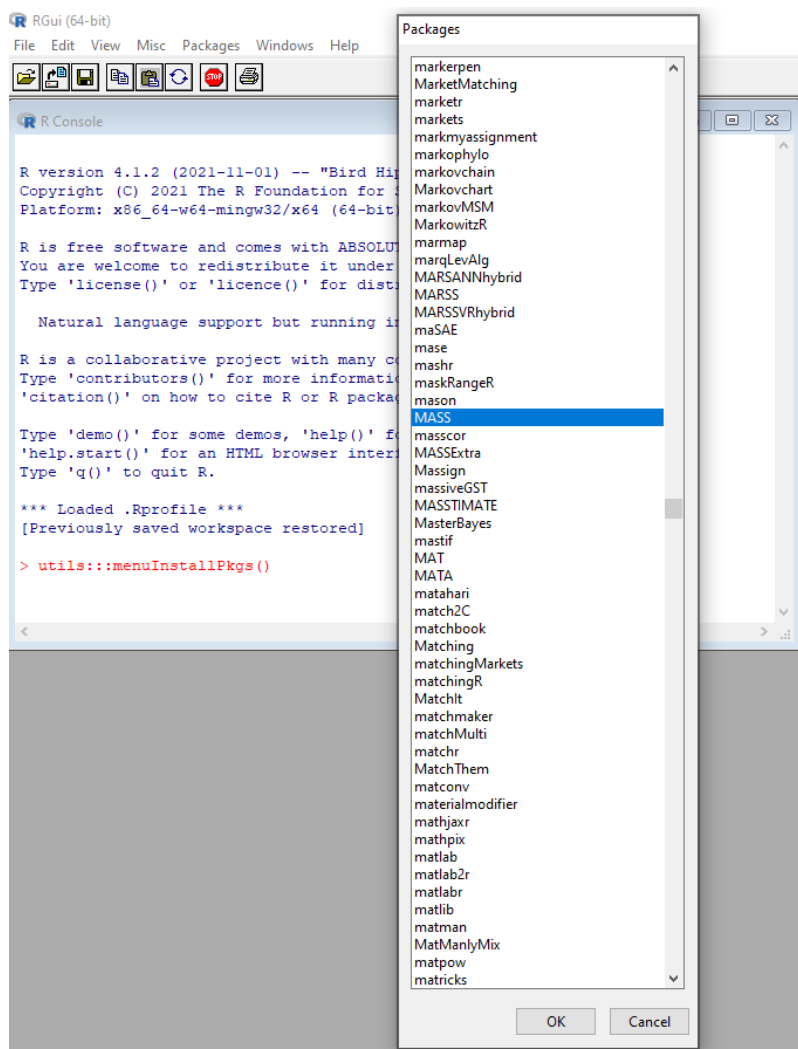 RGui (64-bit)
File Edit View Misc Packages Windows Help
STOP
R Console
R version 4.1.2 (2021-11-01) -- "Bird Hip
Copyright (C) 2021 The R Foundation for S
Platform: x86_64-w64-mingw32/x64 (64-bit)
R is free software and comes with ABSOLUT
You are welcome to redistribute it under
Type 'license()' or 'licence()' for dist
Natural language support but running in
R is a collaborative project with many co
Type 'contributors()' for more informatio
'citation()' on how to cite R or R packag
Type 'demo()' for some demos, 'help()' fo
'help.start()' for an HTML browser inter
Type 'q()' to quit R.
*** Loaded .Rprofile ***
[Previously saved workspace restored]
> utils:::menuInstallPkgs()
Packages
markerpen
MarketMatching
marketr
markets
markmyassignment
markophylo
markovchain
Markovchart
markovMSM
MarkowitzR
marmap
marqLevAlg
MARSANNhybrid
MARSS
MARSSVRhybrid
maSAE
mase
mashr
maskRangeR
mason
MASS
masscor
MASSExtra
Massign
massiveGST
MASSTIMATE
MasterBayes
mastif
MAT
MATA
matahari
match2C
matchbook
Matching
matchingMarkets
matchingR
MatchIt
matchmaker
matchMulti
matchr
MatchThem
matconv
materialmodifier
mathjaxr
mathpix
matlab
matlab2r
matlabr
matlib
matman
MatManlyMix
matpow
matricks
OK Cancel